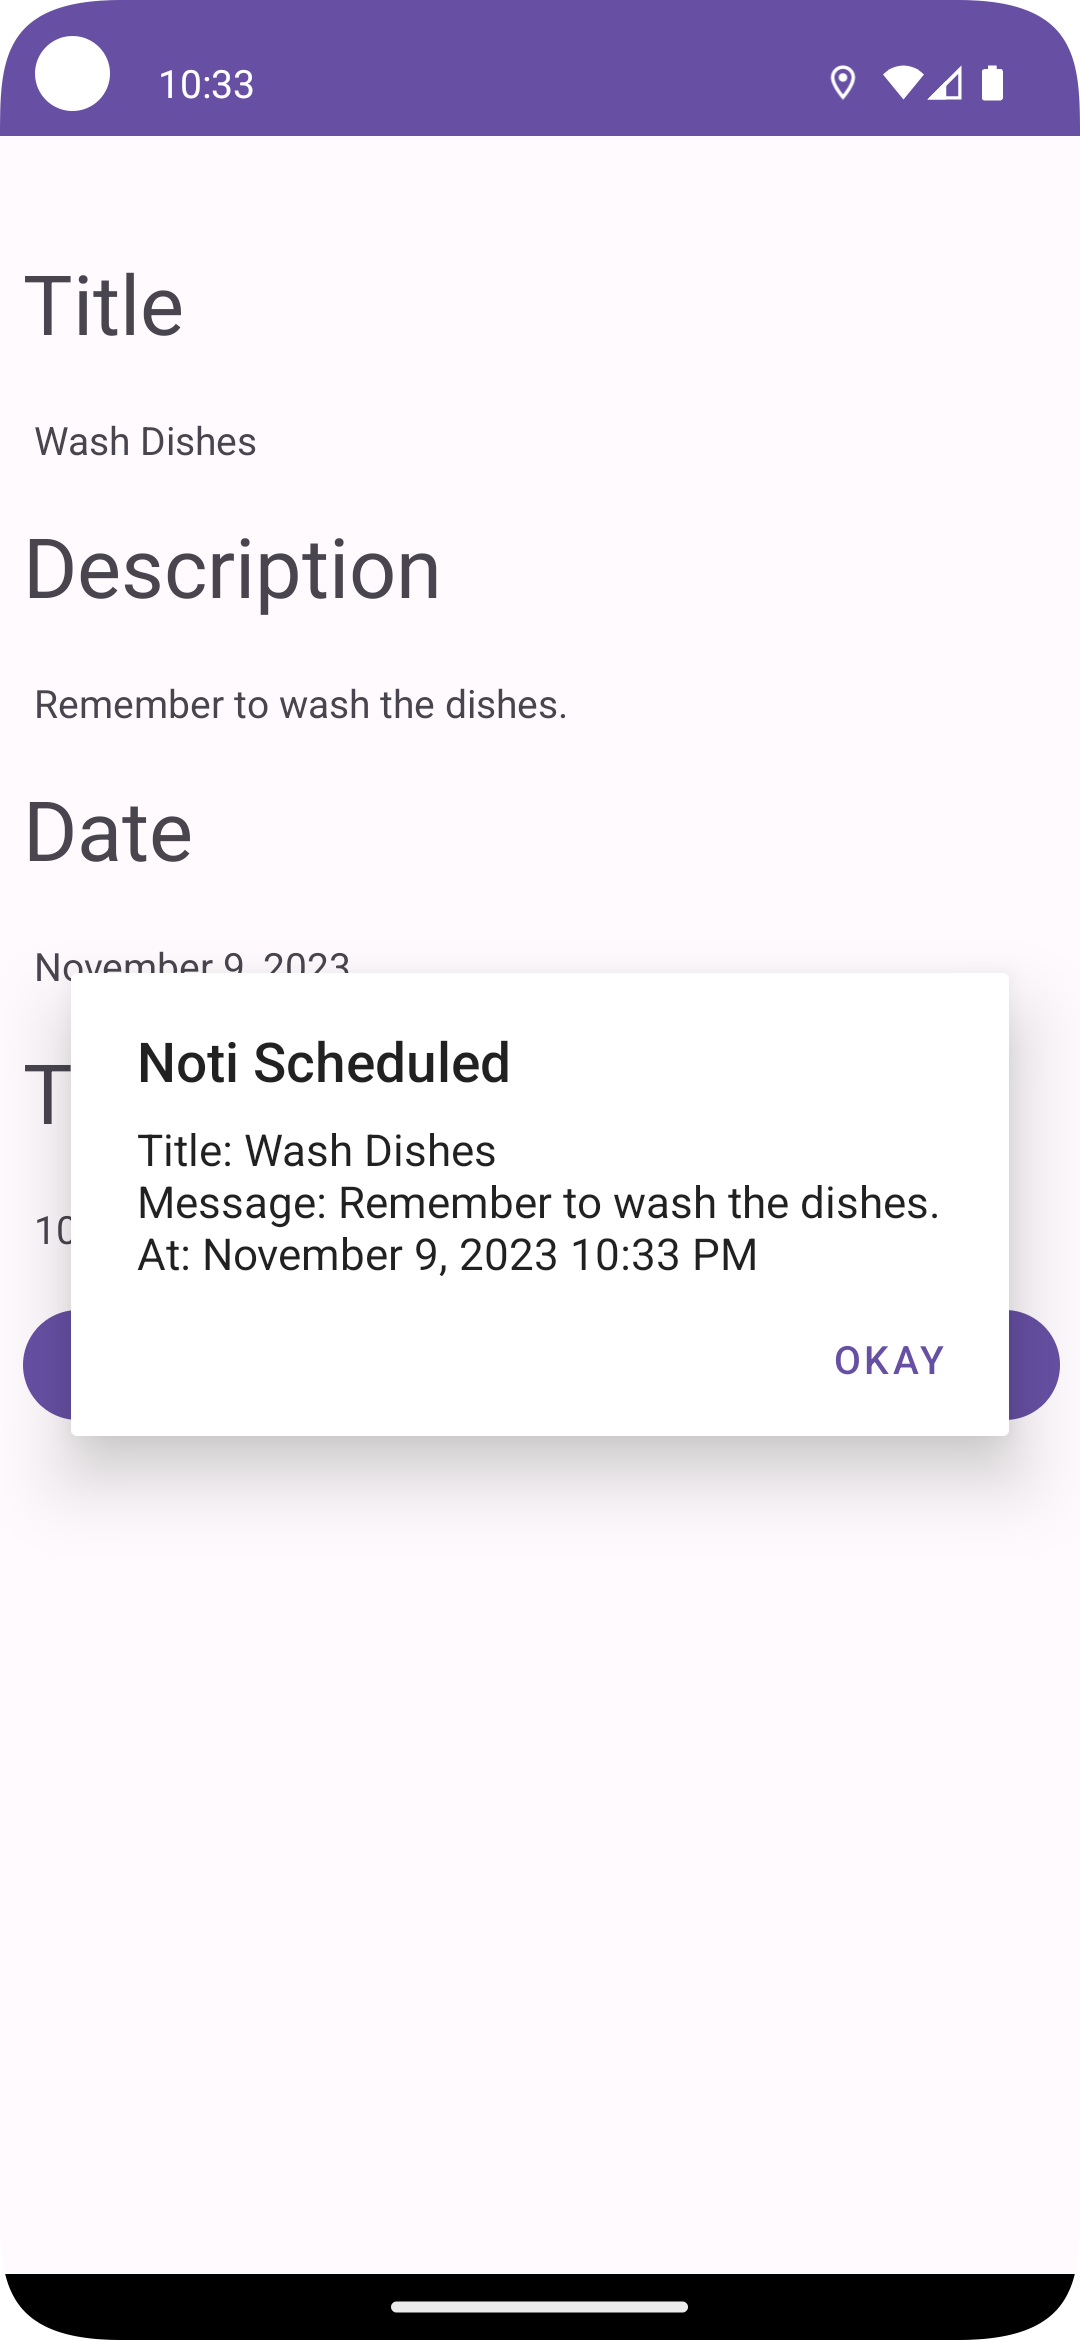 10:33
Title
Wash Dishes
Description
Remember to wash the dishes.
Date
November 9, 2023
Noti Scheduled
Title: Wash Dishes
Message: Remember to wash the dishes.
At: November 9, 2023 10:33 PM
OKAY